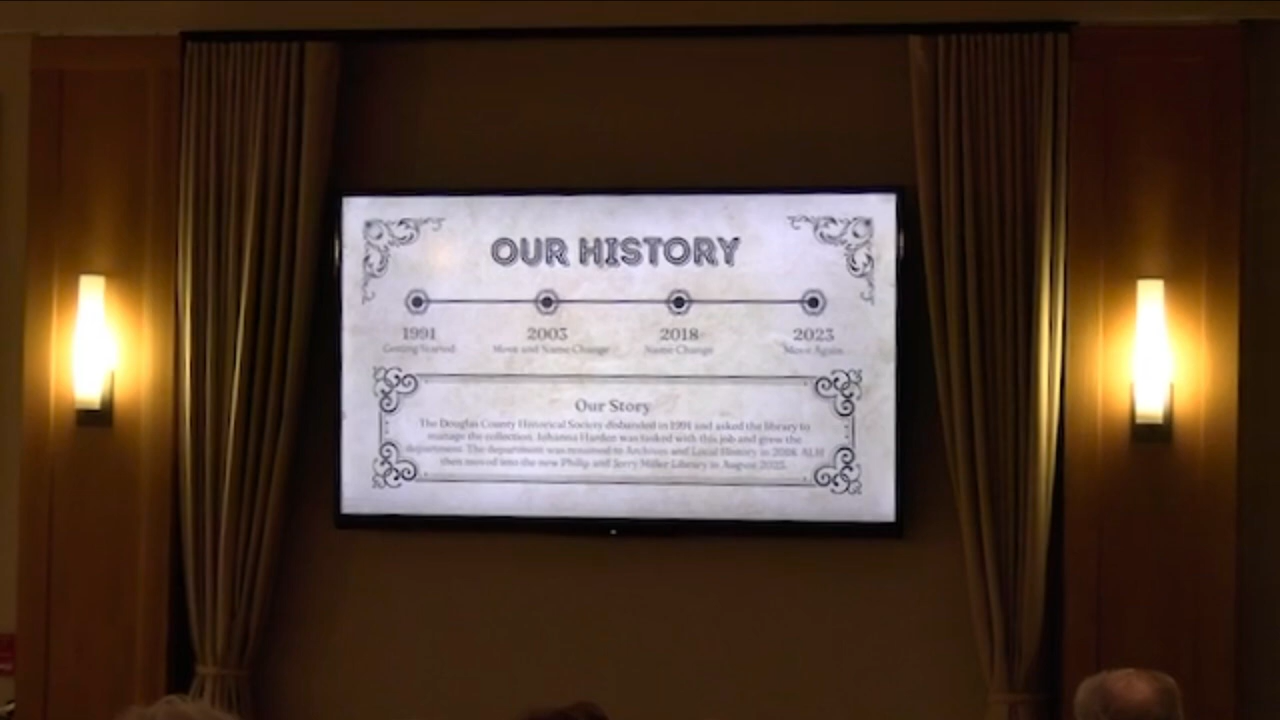 OUR HISTORY
1991 2003 2018 2023
Getting Started Move and Name Change Name Change Move Again
Our Story
The Douglas County Historical Society disbanded in 1991 and asked the library to
manage the collection. Johanna Harden was tasked with this job and grew the
department. The department was renamed to Archives and Local History in 2018. ALH
then moved into the new Philip and Jerry Miller Library in August 2023.